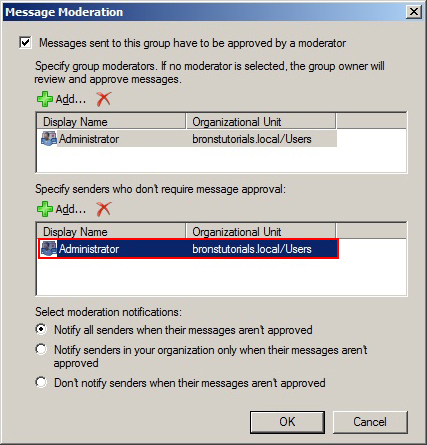 Message Moderation
Messages sent to this group have to be approved by a moderator
Specify group moderators. If no moderator is selected, the group owner will
review and approve messages.
Add...
Display Name Organizational Unit
Administrator bronstutorials.local/Users
Specify senders who don't require message approval:
Add...
Display Name Organizational Unit
Administrator bronstutorials.local/Users
Select moderation notifications:
Notify all senders when their messages aren't approved
Notify senders in your organization only when their messages aren't
approved
Don't notify senders when their messages aren't approved
OK Cancel